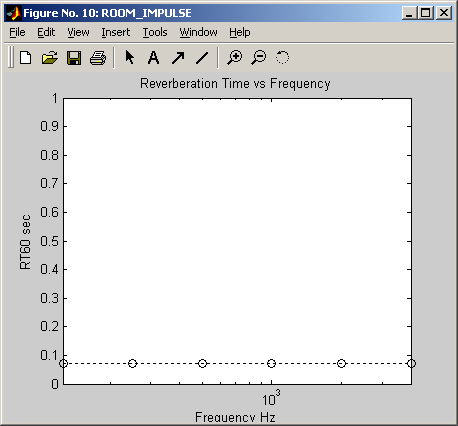 Figure No. 10: ROOM_IMPULSE
File Edit View Insert Tools Window Help
A
Reverberation Time vs Frequency
1
0.9
0.8
0.7
0.6
0.5
0.4
0.3
0.2
0.1
0
RT60 sec
10³
Frequency Hz